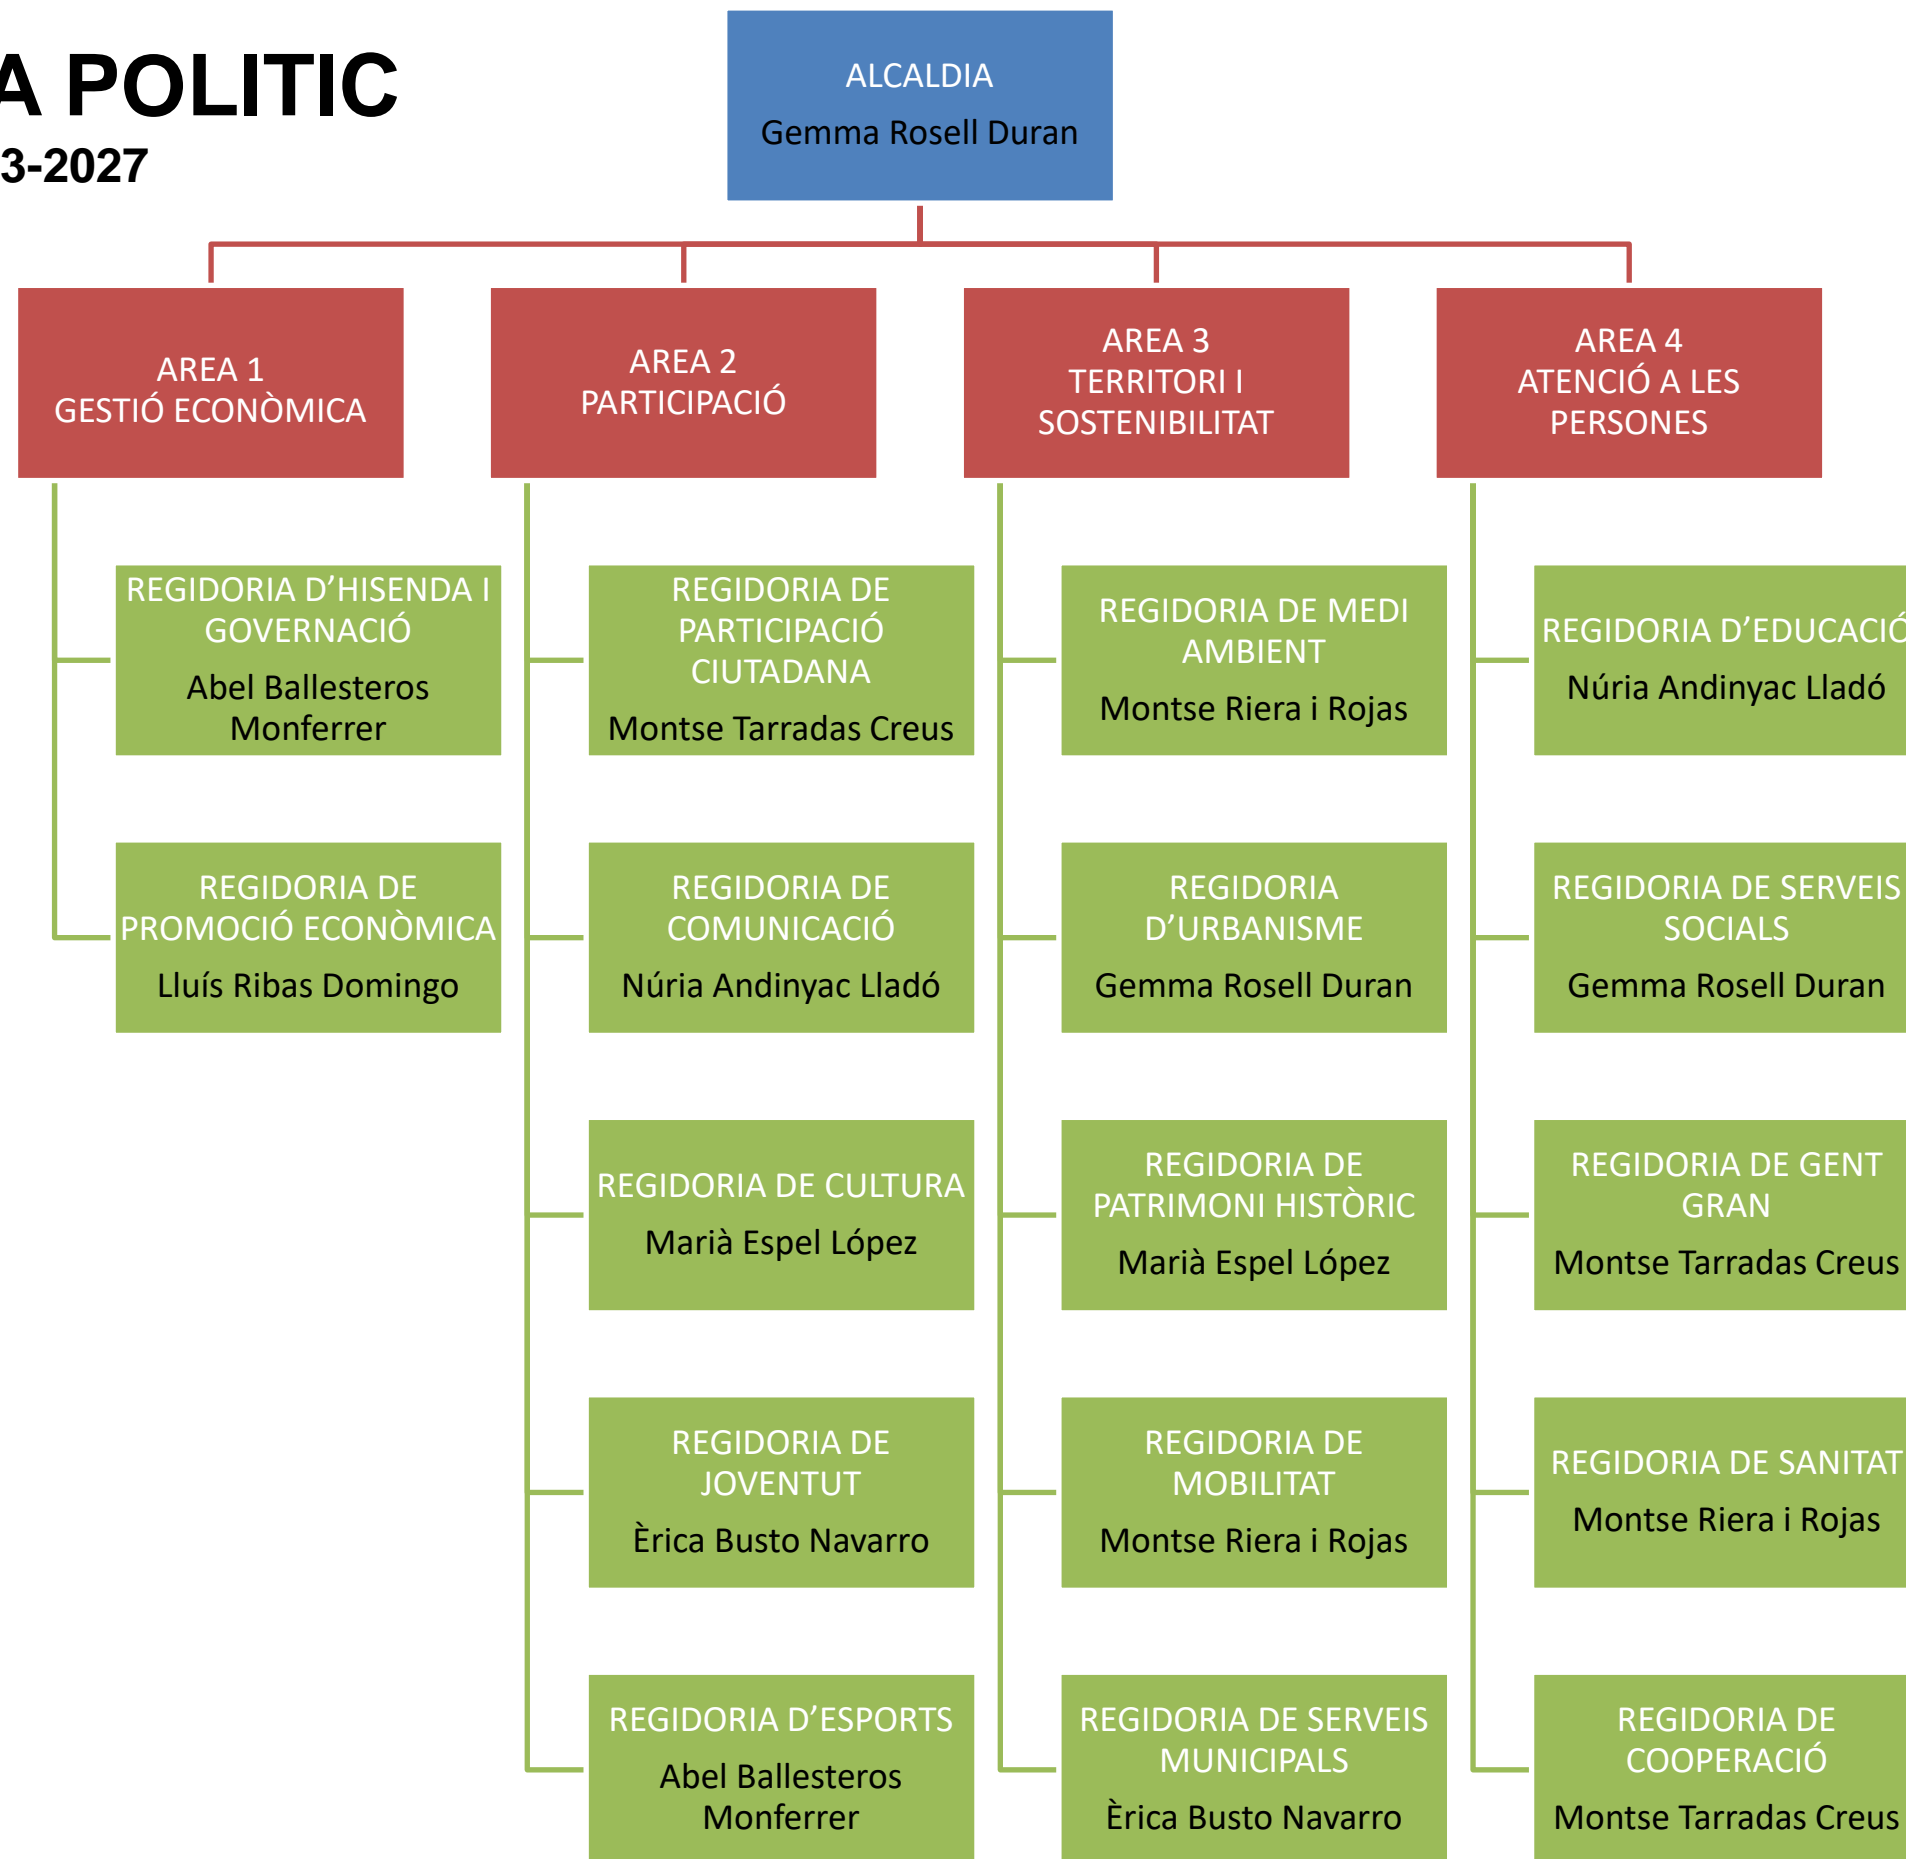 A POLITIC
3-2027
ALCALDIA
Gemma Rosell Duran
AREA 1
GESTIÓ ECONÒMICA
AREA 2
PARTICIPACIÓ
AREA 3
TERRITORI I
SOSTENIBILITAT
AREA 4
ATENCIÓ A LES
PERSONES
REGIDORIA D’HISENDA I
GOVERNACIÓ
Abel Ballesteros
Monferrer
REGIDORIA DE
PROMOCIÓ ECONÒMICA
Lluís Ribas Domingo
REGIDORIA DE
PARTICIPACIÓ
CIUTADANA
Montse Tarradas Creus
REGIDORIA DE
COMUNICACIÓ
Núria Andinyac Lladó
REGIDORIA DE CULTURA
Marià Espel López
REGIDORIA DE
JOVENTUT
Èrica Busto Navarro
REGIDORIA D’ESPORTS
Abel Ballesteros
Monferrer
REGIDORIA DE MEDI
AMBIENT
Montse Riera i Rojas
REGIDORIA
D’URBANISME
Gemma Rosell Duran
REGIDORIA DE
PATRIMONI HISTÒRIC
Marià Espel López
REGIDORIA DE
MOBILITAT
Montse Riera i Rojas
REGIDORIA DE SERVEIS
MUNICIPALS
Èrica Busto Navarro
REGIDORIA D’EDUCACIÓ
Núria Andinyac Lladó
REGIDORIA DE SERVEIS
SOCIALS
Gemma Rosell Duran
REGIDORIA DE GENT
GRAN
Montse Tarradas Creus
REGIDORIA DE SANITAT
Montse Riera i Rojas
REGIDORIA DE
COOPERACIÓ
Montse Tarradas Creus